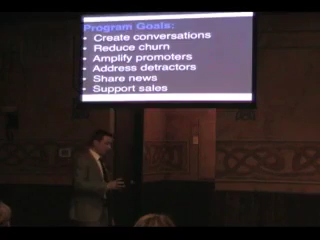 Program Goals:
• Create conversations
• Reduce churn
• Amplify promoters
• Address detractors
• Share news
• Support sales